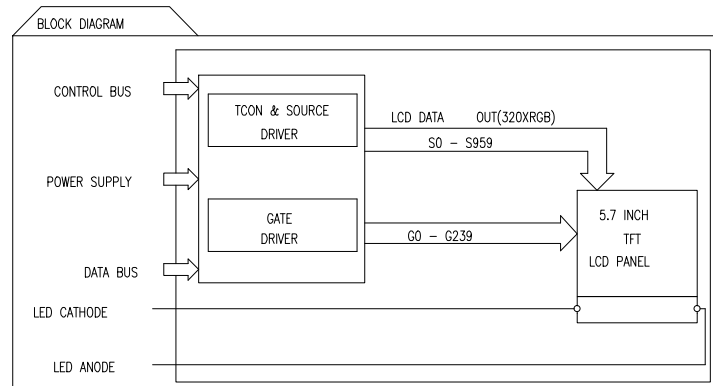 BLOCK DIAGRAM
CONTROL BUS
TCON & SOURCE
DRIVER
LCD DATA OUT(320XRGB)
S0 - S959
POWER SUPPLY
GATE
DRIVER
G0 - G239
5.7 INCH
TFT
LCD PANEL
DATA BUS
LED CATHODE
LED ANODE